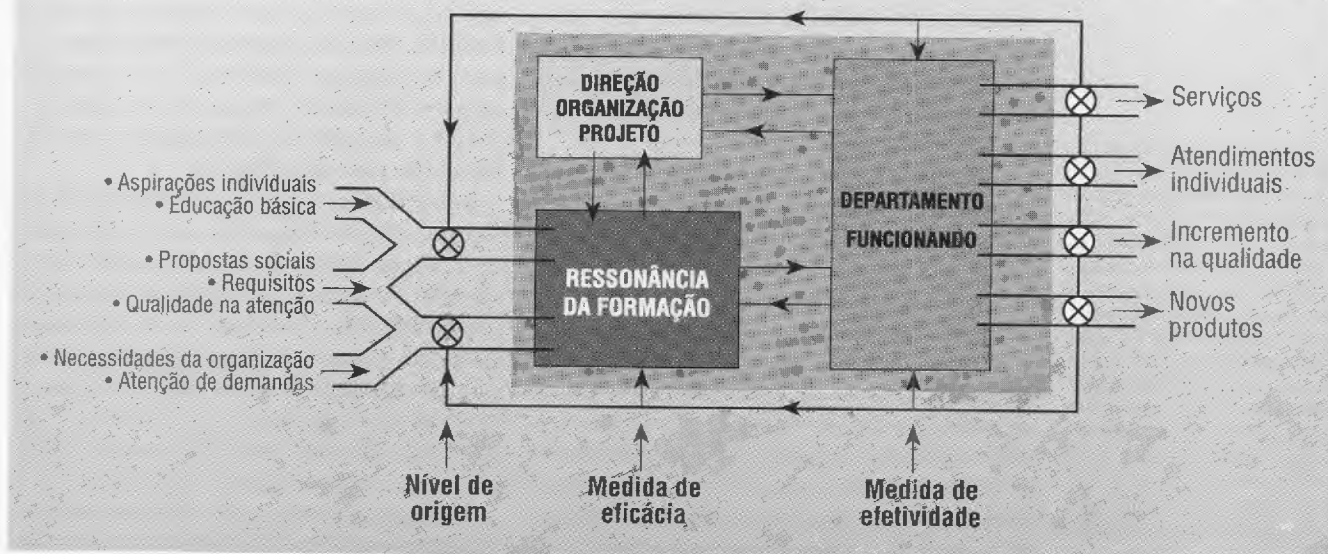 DIREÇÃO
ORGANIZAÇÃO
PROJETO
• Aspirações individuais
• Educação básica
• Propostas sociais
• Requisitos
• Qualidade na atenção
• Necessidades da organização
• Atenção de demandas
RESSONÂNCIA
DA FORMAÇÃO
DEPARTAMENTO
FUNCIONANDO
Serviços
Atendimentos
individuais
Incremento
na qualidade
Novos
produtos
Nível de
origem
Medida de
eficácia
Medida de
efetividade